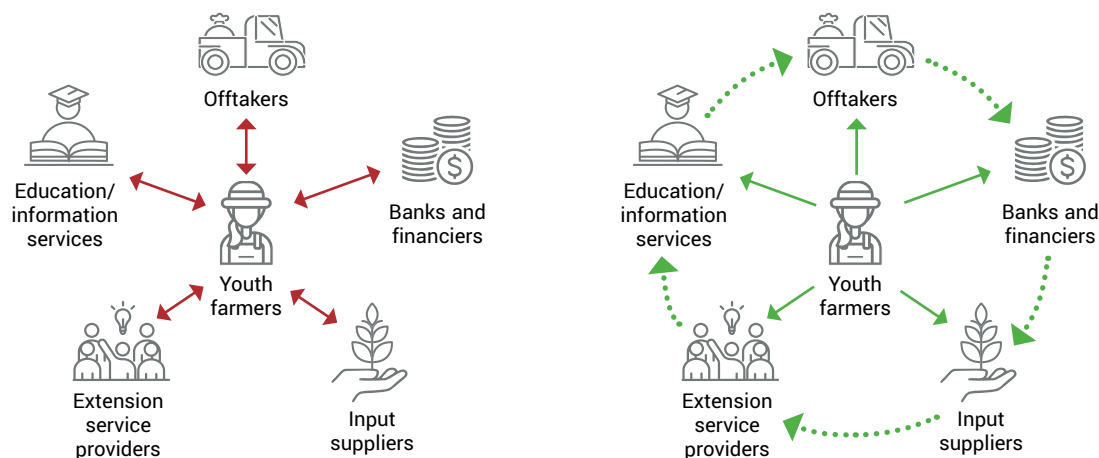 Offtakers
Education/
information
services
Banks and
financiers
Youth
farmers
Extension
service
providers
Input
suppliers
$
Offtakers
Education/
information
services
Banks and
financiers
Youth
farmers
Extension
service
providers
Input
suppliers
$